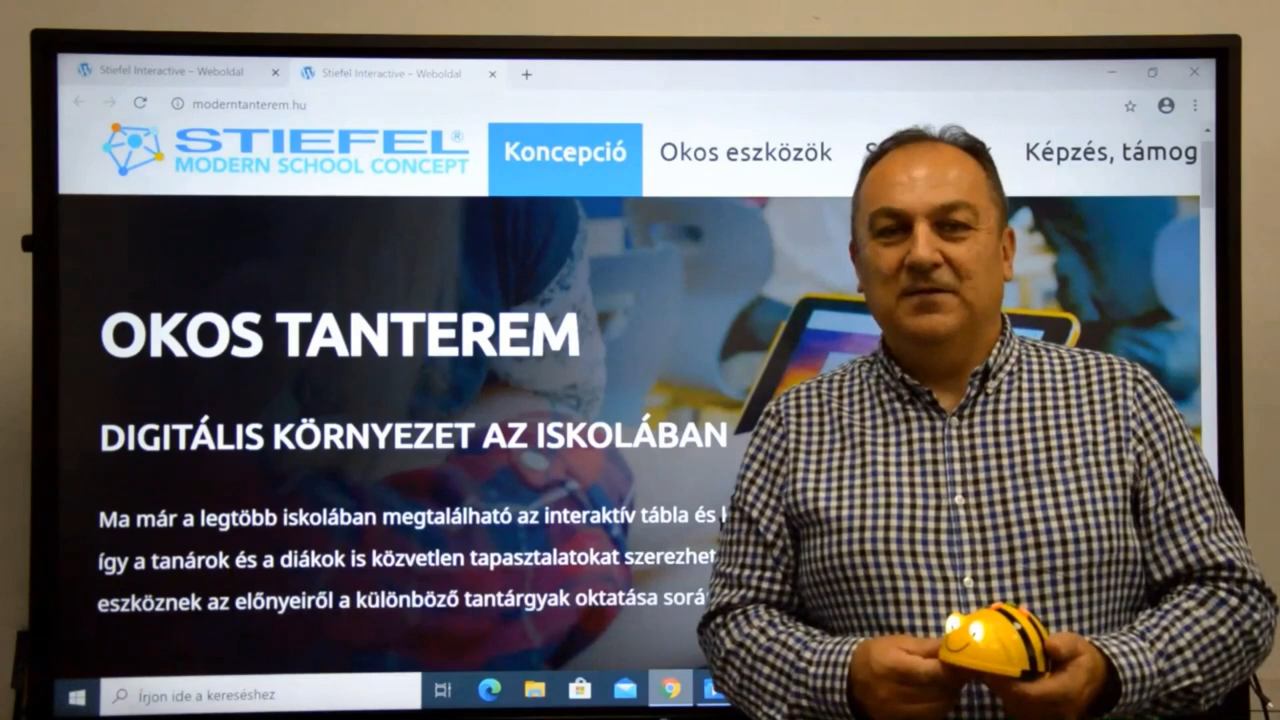 Stiefel Interactive – Weboldal
Stiefel Interactive – Weboldal
moderntanterem.hu
STIEFEL®
MODERN SCHOOL CONCEPT
Koncepció
Okos eszközök
Képzés, támog
OKOS TANTEREM
DIGITÁLIS KÖRNYEZET AZ ISKOLÁBAN
Ma már a legtöbb iskolában megtalálható az interaktív tábla és
így a tanárok és a diákok is közvetlen tapasztalatokat szerezhet
eszköznek az előnyeiről a különböző tantárgyak oktatása sorá
Írjon ide a kereséshez